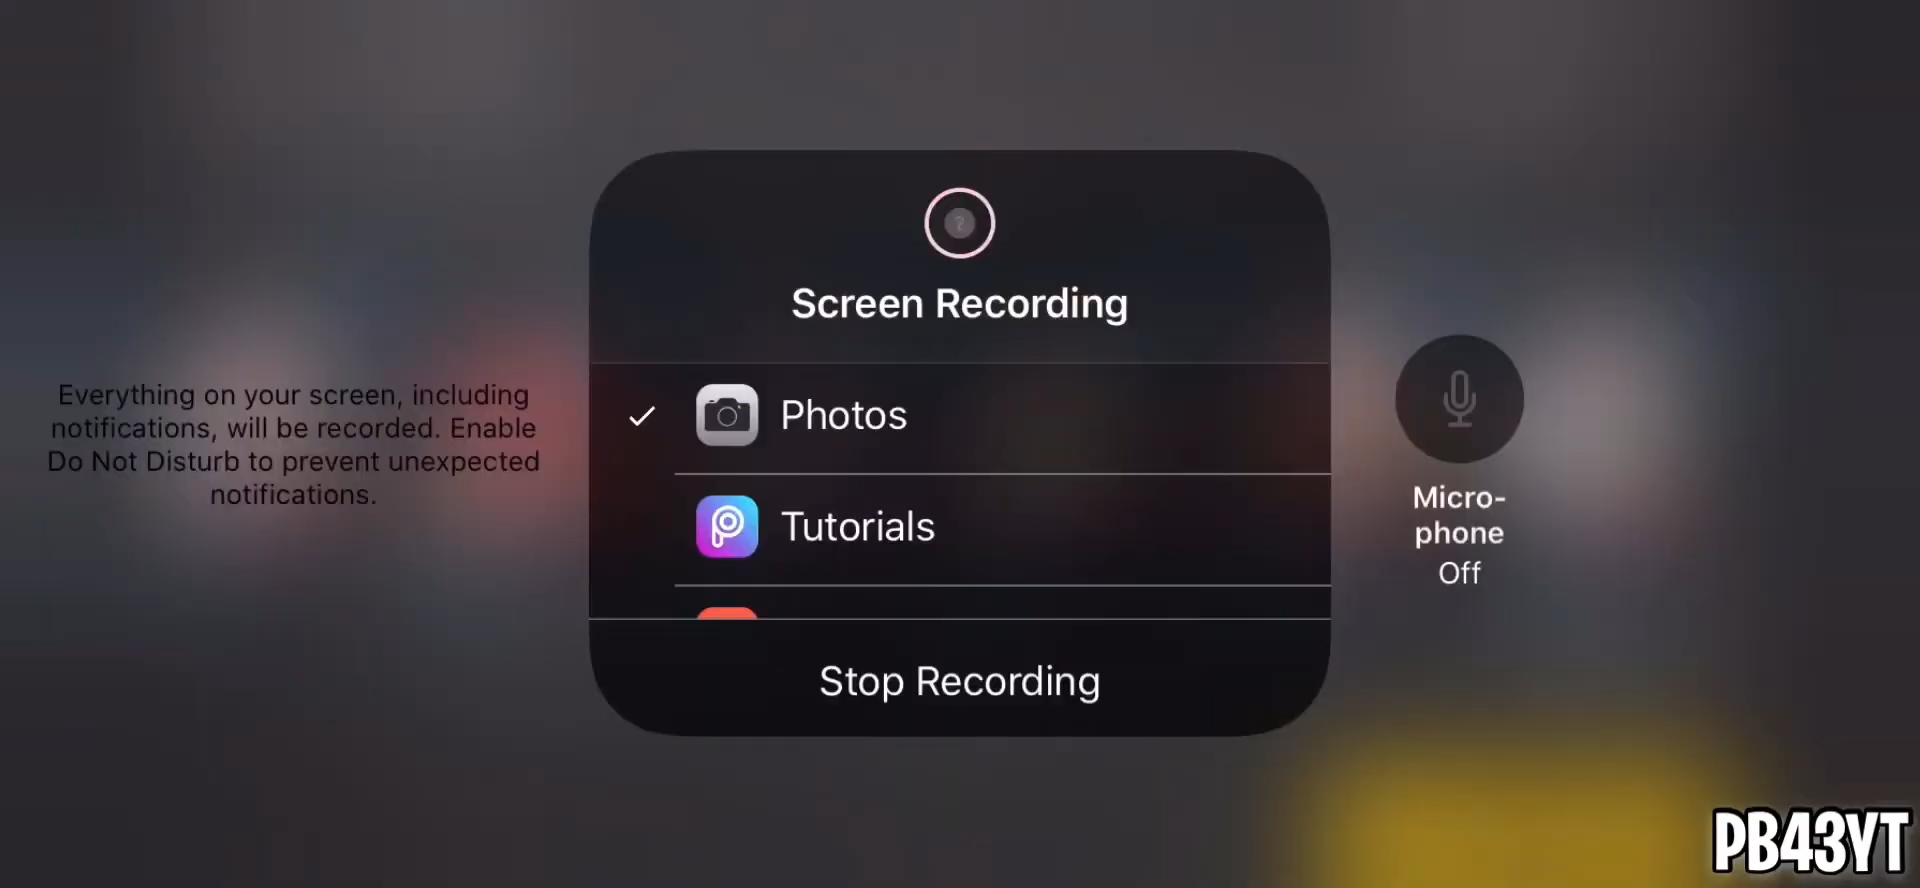 Screen Recording
Everything on your screen, including
notifications, will be recorded. Enable
Do Not Disturb to prevent unexpected
notifications.
Photos
Tutorials
Stop Recording
Micro-
phone
Off
PB43YT